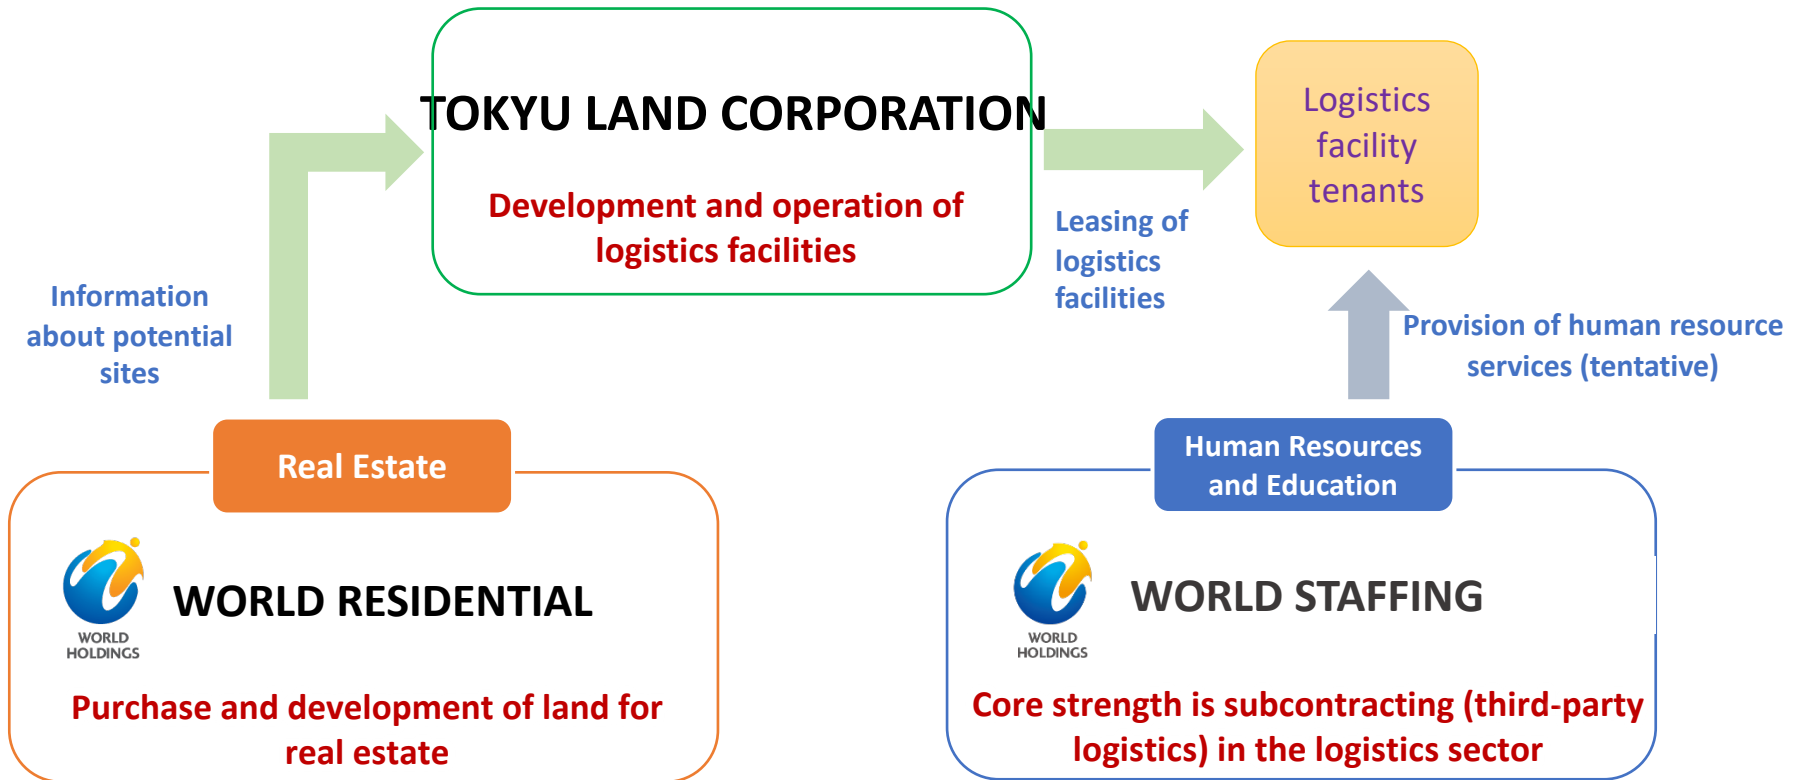 TOKYU LAND CORPORATION
Development and operation of
logistics facilities
Logistics
facility
tenants
Leasing of
logistics
facilities
Information
about potential
sites
Provision of human resource
services (tentative)
Real Estate
WORLD
HOLDINGS
WORLD RESIDENTIAL
Purchase and development of land for
real estate
Human Resources
and Education
WORLD
HOLDINGS
WORLD STAFFING
Core strength is subcontracting (third-party
logistics) in the logistics sector